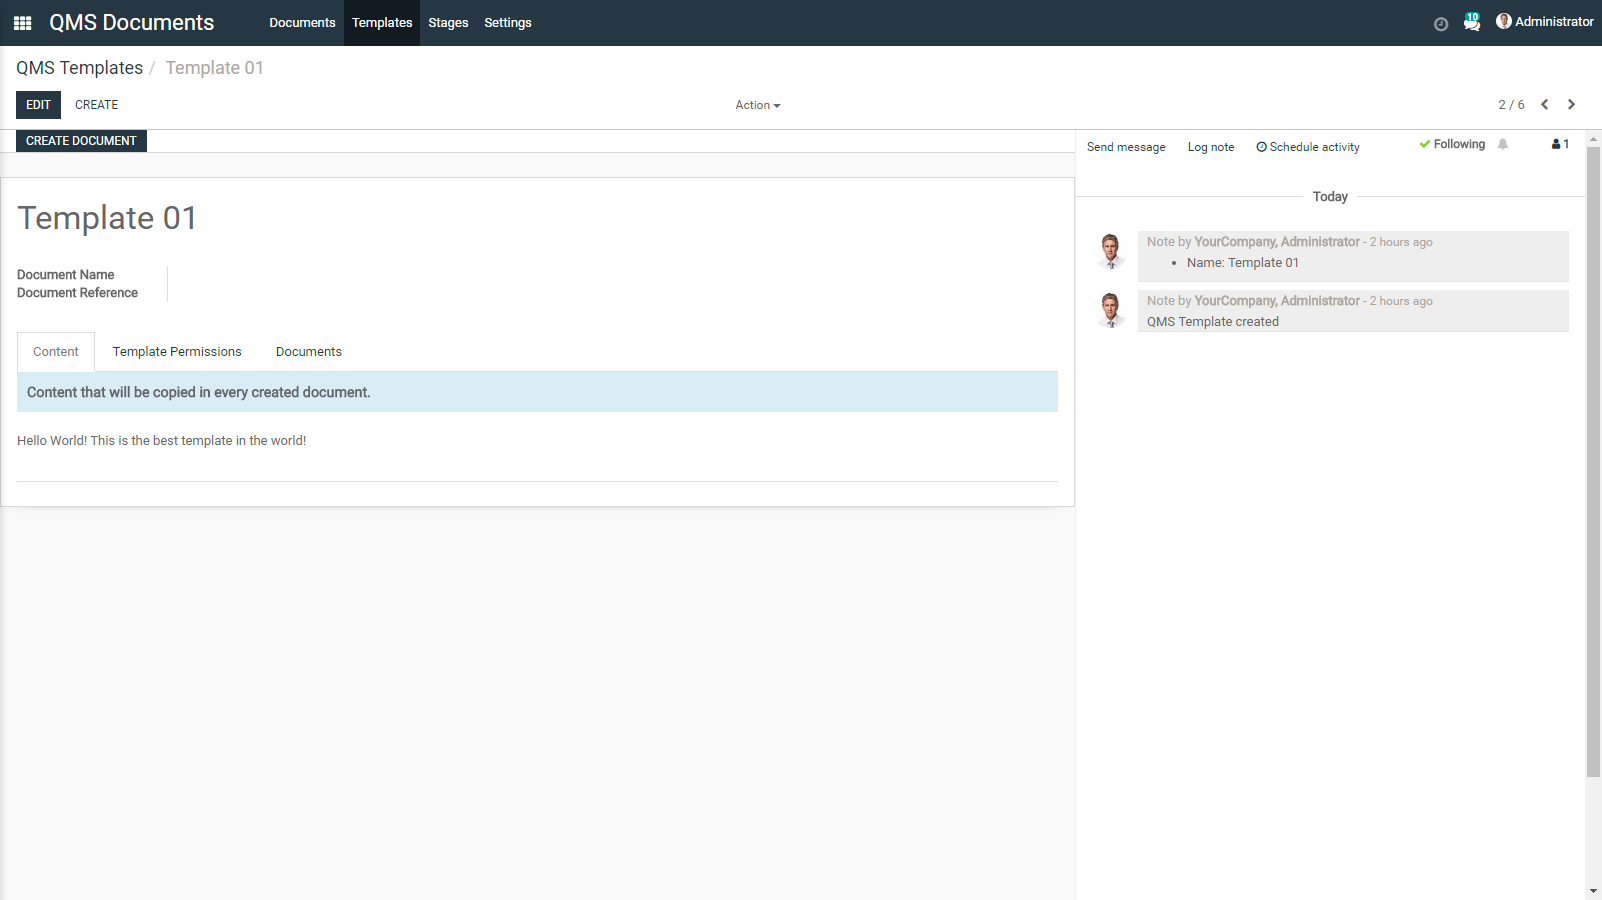 QMS Documents Documents Templates Stages Settings 10 Administrator
QMS Templates / Template 01
EDIT CREATE Action 2 / 6
CREATE DOCUMENT
Send message Log note Schedule activity Following 1
Today
Template 01
Document Name
Document Reference
Content Template Permissions Documents
Content that will be copied in every created document.
Hello World! This is the best template in the world!
Note by YourCompany, Administrator - 2 hours ago
• Name: Template 01
Note by YourCompany, Administrator - 2 hours ago
QMS Template created